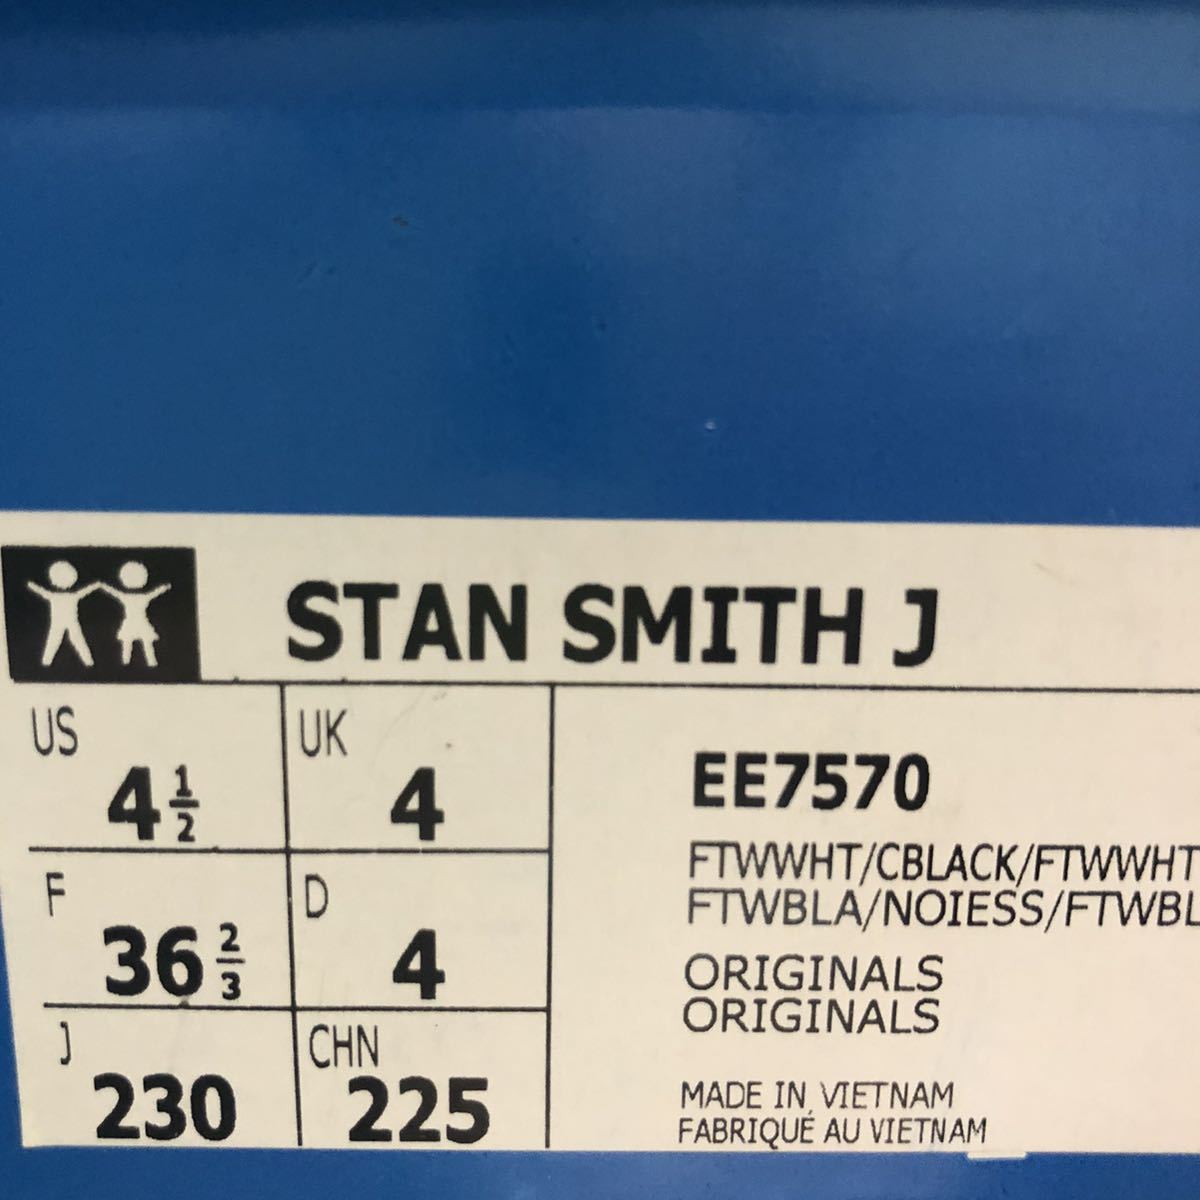 STAN SMITH J
US
4 1/2
UK
4
F
36 2/3
D
4
J
230
CHN
225
EE7570
FTWWHT/CBLACK/FTWWHT
FTWBLA/NOIESS/FTWBL
ORIGINALS
ORIGINALS
MADE IN VIETNAM
FABRIQUÉ AU VIETNAM